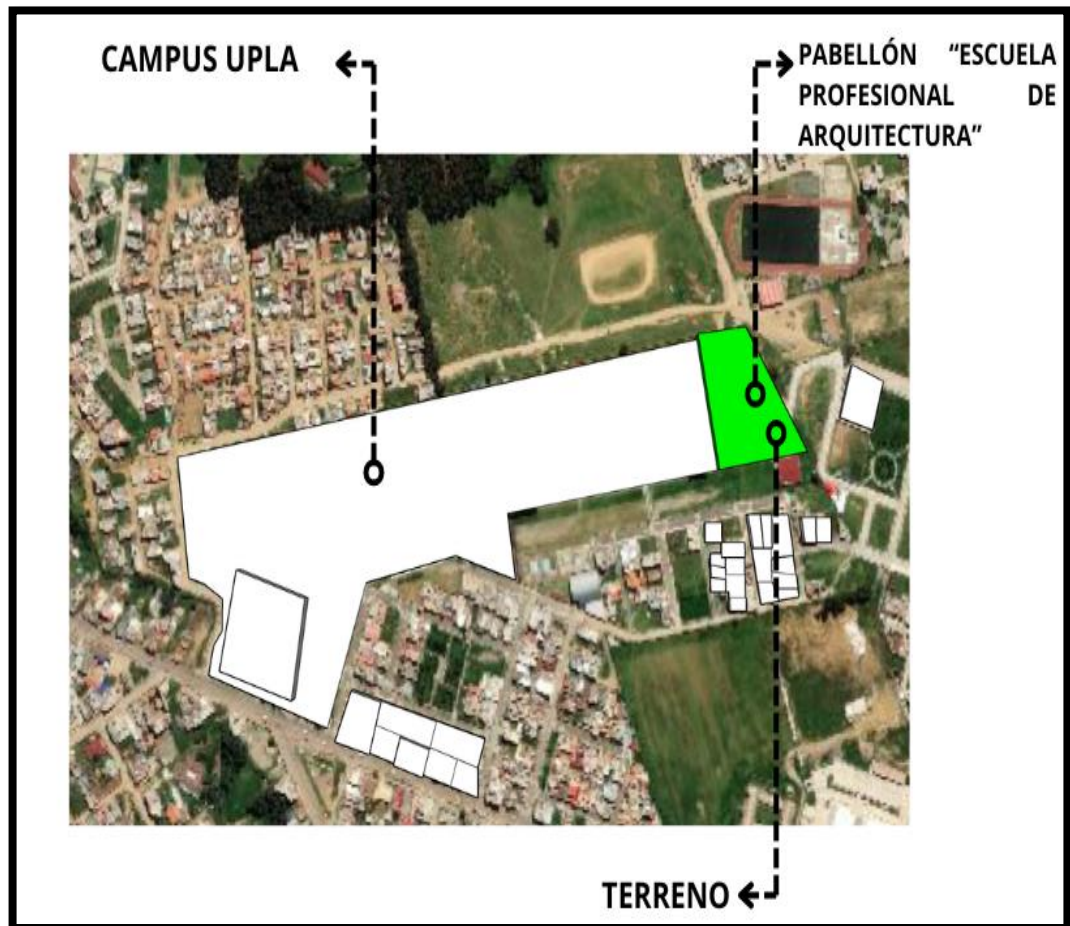 CAMPUS UPLA
PABELLÓN "ESCUELA
PROFESIONAL DE
ARQUITECTURA"
TERRENO